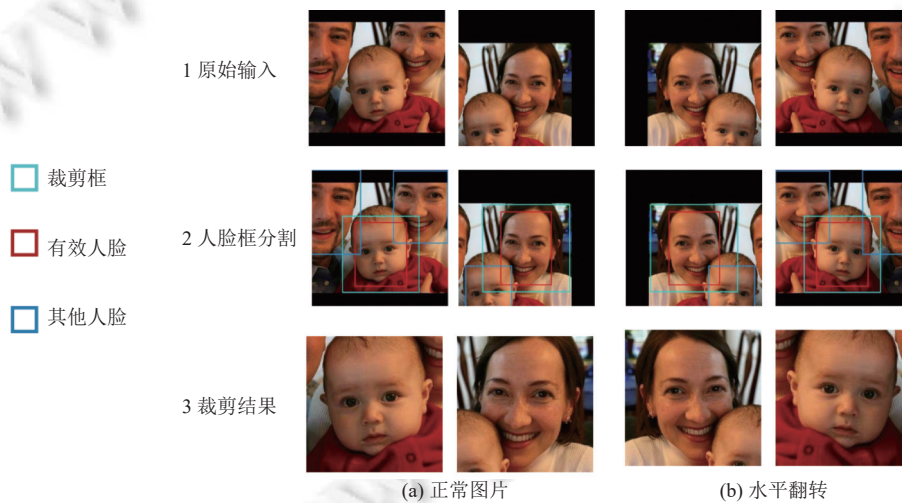 1 原始输入
裁剪框
有效人脸
2 人脸框分割
其他人脸
3 裁剪结果
(a) 正常图片
(b) 水平翻转